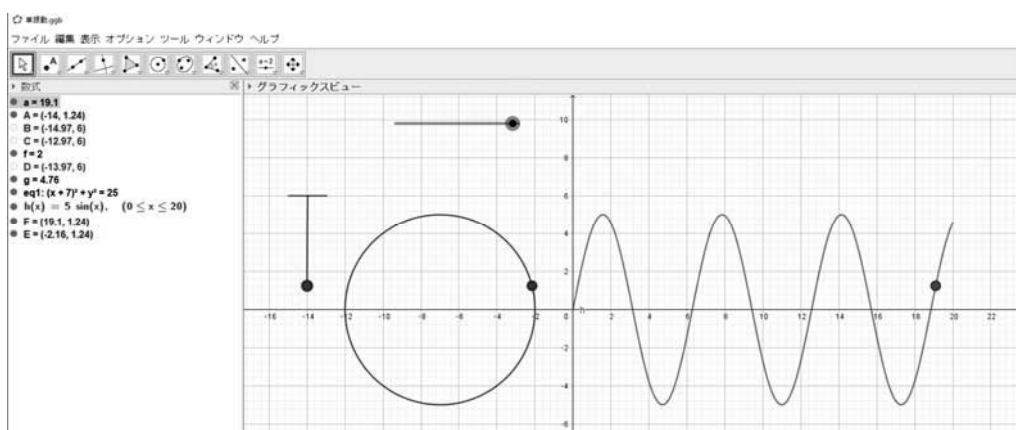 単振動.ggb
ファイル 編集 表示 オプション ツール ウィンドウ ヘルプ
A
a=2
数式
グラフィックスビュー
a = 19.1
A = (-14, 1.24)
B = (-14.97, 6)
C = (-12.97, 6)
f = 2
D = (-13.97, 6)
g = 4.76
eq1: (x + 7)² + y² = 25
h(x) = 5 sin(x), (0 ≤ x ≤ 20)
F = (19.1, 1.24)
E = (-2.16, 1.24)
10
8
6
4
2
-16 -14 -12 -10 -8 -6 -4 -2 0 h 2 4 6 8 10 12 14 16 18 20 22
-2
-4
-6